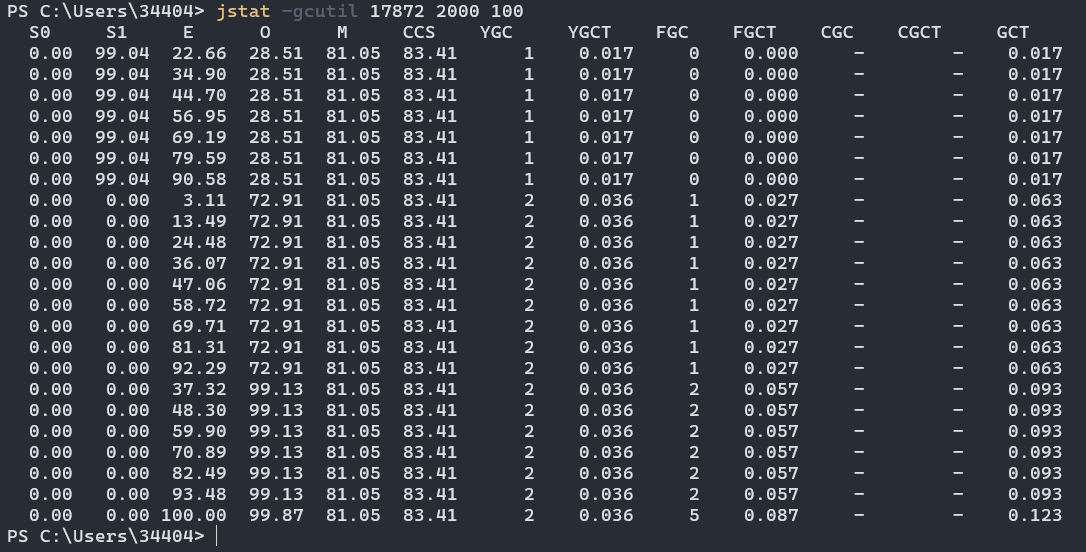 PS C:\Users\34404> jstat -gcutil 17872 2000 100
S0 S1 E O M CCS YGC YGCT FGC FGCT CGC CGCT GCT
0.00 99.04 22.66 28.51 81.05 83.41 1 0.017 0 0.000 - - 0.017
0.00 99.04 34.90 28.51 81.05 83.41 1 0.017 0 0.000 - - 0.017
0.00 99.04 44.70 28.51 81.05 83.41 1 0.017 0 0.000 - - 0.017
0.00 99.04 56.95 28.51 81.05 83.41 1 0.017 0 0.000 - - 0.017
0.00 99.04 69.19 28.51 81.05 83.41 1 0.017 0 0.000 - - 0.017
0.00 99.04 79.59 28.51 81.05 83.41 1 0.017 0 0.000 - - 0.017
0.00 99.04 90.58 28.51 81.05 83.41 1 0.017 0 0.000 - - 0.017
0.00 0.00 3.11 72.91 81.05 83.41 2 0.036 1 0.027 - - 0.063
0.00 0.00 13.49 72.91 81.05 83.41 2 0.036 1 0.027 - - 0.063
0.00 0.00 24.48 72.91 81.05 83.41 2 0.036 1 0.027 - - 0.063
0.00 0.00 36.07 72.91 81.05 83.41 2 0.036 1 0.027 - - 0.063
0.00 0.00 47.06 72.91 81.05 83.41 2 0.036 1 0.027 - - 0.063
0.00 0.00 58.72 72.91 81.05 83.41 2 0.036 1 0.027 - - 0.063
0.00 0.00 69.71 72.91 81.05 83.41 2 0.036 1 0.027 - - 0.063
0.00 0.00 81.31 72.91 81.05 83.41 2 0.036 1 0.027 - - 0.063
0.00 0.00 92.29 72.91 81.05 83.41 2 0.036 1 0.027 - - 0.063
0.00 0.00 37.32 99.13 81.05 83.41 2 0.036 2 0.057 - - 0.093
0.00 0.00 48.30 99.13 81.05 83.41 2 0.036 2 0.057 - - 0.093
0.00 0.00 59.90 99.13 81.05 83.41 2 0.036 2 0.057 - - 0.093
0.00 0.00 70.89 99.13 81.05 83.41 2 0.036 2 0.057 - - 0.093
0.00 0.00 82.49 99.13 81.05 83.41 2 0.036 2 0.057 - - 0.093
0.00 0.00 93.48 99.13 81.05 83.41 2 0.036 2 0.057 - - 0.093
0.00 0.00 100.00 99.87 81.05 83.41 2 0.036 5 0.087 - - 0.123
PS C:\Users\34404>